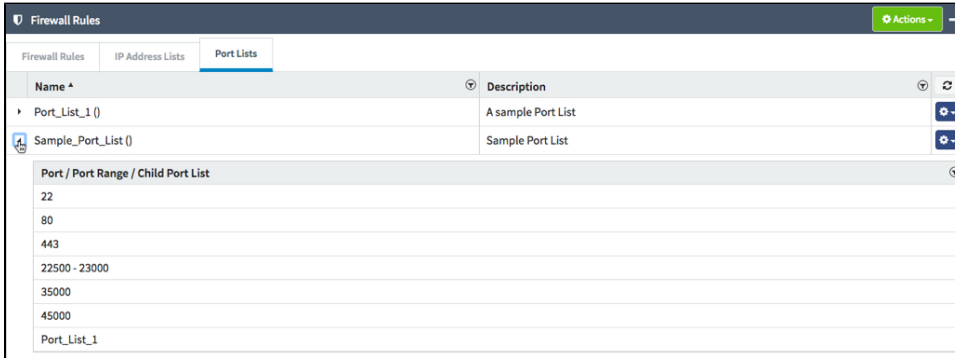 Firewall Rules Actions
Firewall Rules IP Address Lists Port Lists
Name Description
Port_List_1 () A sample Port List
Sample_Port_List () Sample Port List
Port / Port Range / Child Port List
22
80
443
22500 - 23000
35000
45000
Port_List_1